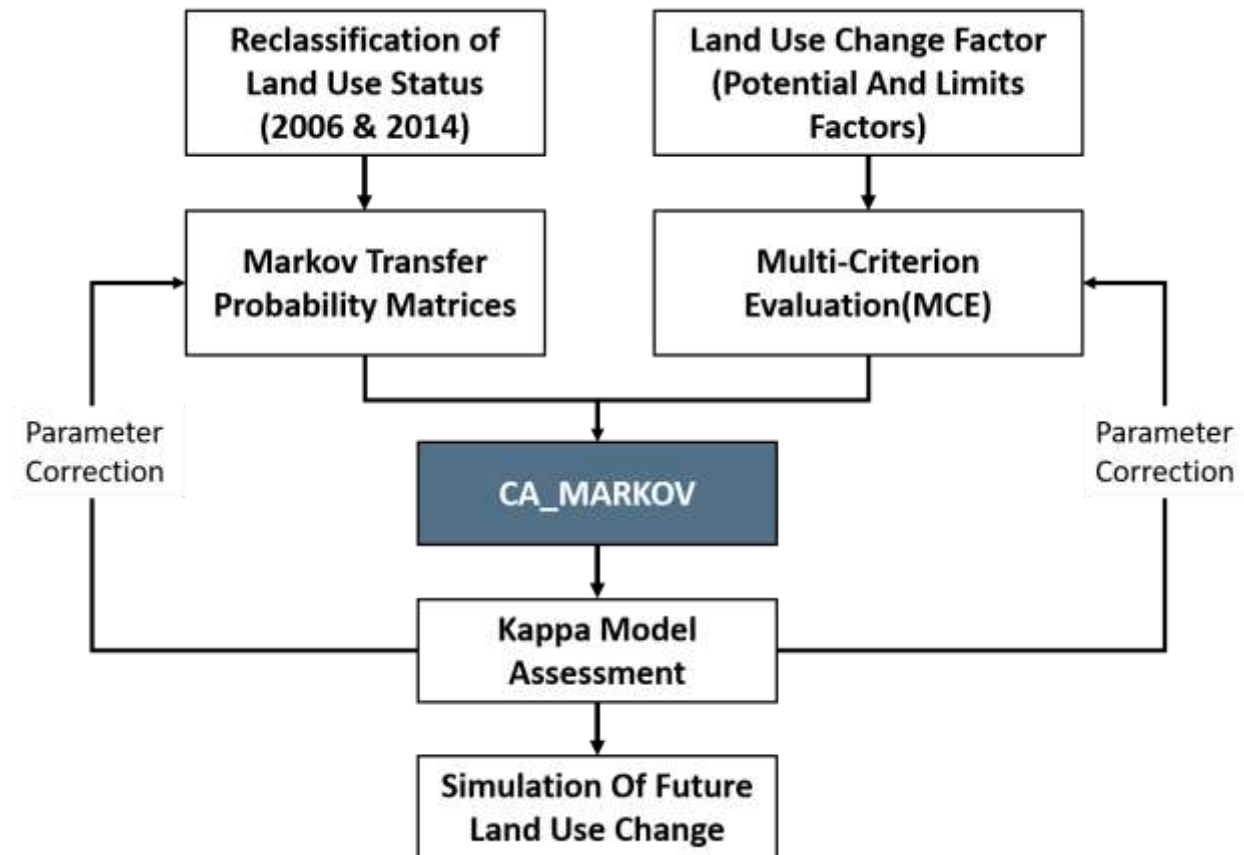 Reclassification of
Land Use Status
(2006 & 2014)
Land Use Change Factor
(Potential And Limits
Factors)
Markov Transfer
Probability Matrices
Multi-Criterion
Evaluation(MCE)
Parameter
Correction
CA_MARKOV
Parameter
Correction
Kappa Model
Assessment
Simulation Of Future
Land Use Change